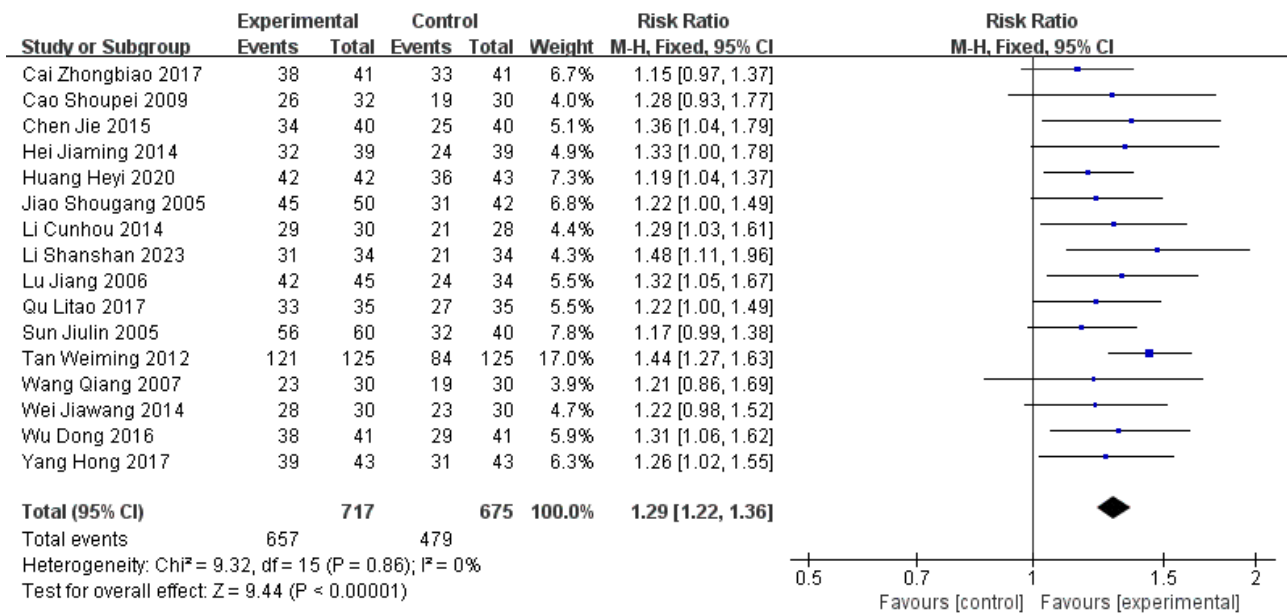 Experimental Control Risk Ratio Risk Ratio
Study or Subgroup Events Total Events Total Weight M-H, Fixed, 95% CI M-H, Fixed, 95% CI
Cai Zhongbiao 2017 38 41 33 41 6.7% 1.15 [0.97, 1.37]
Cao Shoupei 2009 26 32 19 30 4.0% 1.28 [0.93, 1.77]
Chen Jie 2015 34 40 25 40 5.1% 1.36 [1.04, 1.79]
Hei Jiaming 2014 32 39 24 39 4.9% 1.33 [1.00, 1.78]
Huang Heyi 2020 42 42 36 43 7.3% 1.19 [1.04, 1.37]
Jiao Shougang 2005 45 50 31 42 6.8% 1.22 [1.00, 1.49]
Li Cunhou 2014 29 30 21 28 4.4% 1.29 [1.03, 1.61]
Li Shanshan 2023 31 34 21 34 4.3% 1.48 [1.11, 1.96]
Lu Jiang 2006 42 45 24 34 5.5% 1.32 [1.05, 1.67]
Qu Litao 2017 33 35 27 35 5.5% 1.22 [1.00, 1.49]
Sun Jiulin 2005 56 60 32 40 7.8% 1.17 [0.99, 1.38]
Tan Weiming 2012 121 125 84 125 17.0% 1.44 [1.27, 1.63]
Wang Qiang 2007 23 30 19 30 3.9% 1.21 [0.86, 1.69]
Wei Jiawang 2014 28 30 23 30 4.7% 1.22 [0.98, 1.52]
Wu Dong 2016 38 41 29 41 5.9% 1.31 [1.06, 1.62]
Yang Hong 2017 39 43 31 43 6.3% 1.26 [1.02, 1.55]
Total (95% CI) 717 675 100.0% 1.29 [1.22, 1.36]
Total events 657 479
Heterogeneity: Chi² = 9.32, df = 15 (P = 0.86); I² = 0%
Test for overall effect: Z = 9.44 (P < 0.00001)
0.5 0.7 1 1.5 2
Favours [control] Favours [experimental]